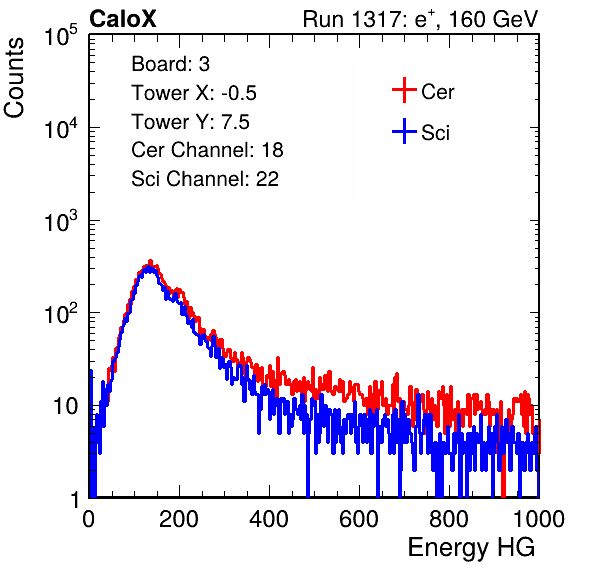 CaloX Run 1317: e⁺, 160 GeV
Counts
Board: 3
Tower X: -0.5
Tower Y: 7.5
Cer Channel: 18
Sci Channel: 22
Cer
Sci
10⁵
10⁴
10³
10²
10
1
0 200 400 600 800 1000
Energy HG